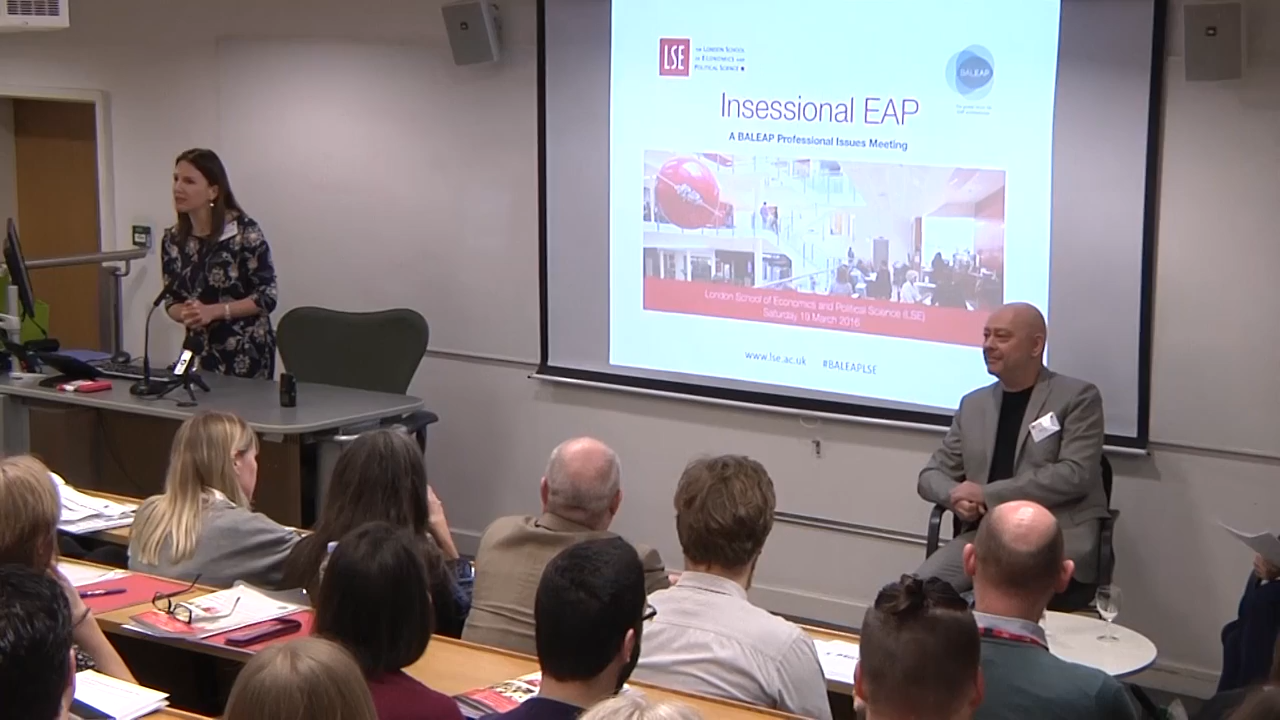 LSE
THE LONDON SCHOOL
OF ECONOMICS AND
POLITICAL SCIENCE
BALEAP
Insessional EAP
A BALEAP Professional Issues Meeting
London School of Economics and Political Science (LSE)
Saturday 19 March 2016
www.lse.ac.uk #BALEAPLSE